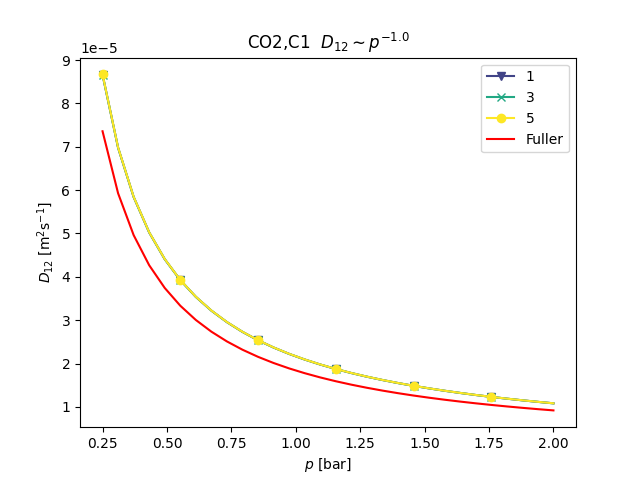 CO2,C1 $D_{12} \sim p^{-1.0}$
1e−5
9
8
7
6
5
4
3
2
1
$D_{12}$ [m$^2$s$^{-1}$]
1
3
5
Fuller
0.25 0.50 0.75 1.00 1.25 1.50 1.75 2.00
p [bar]